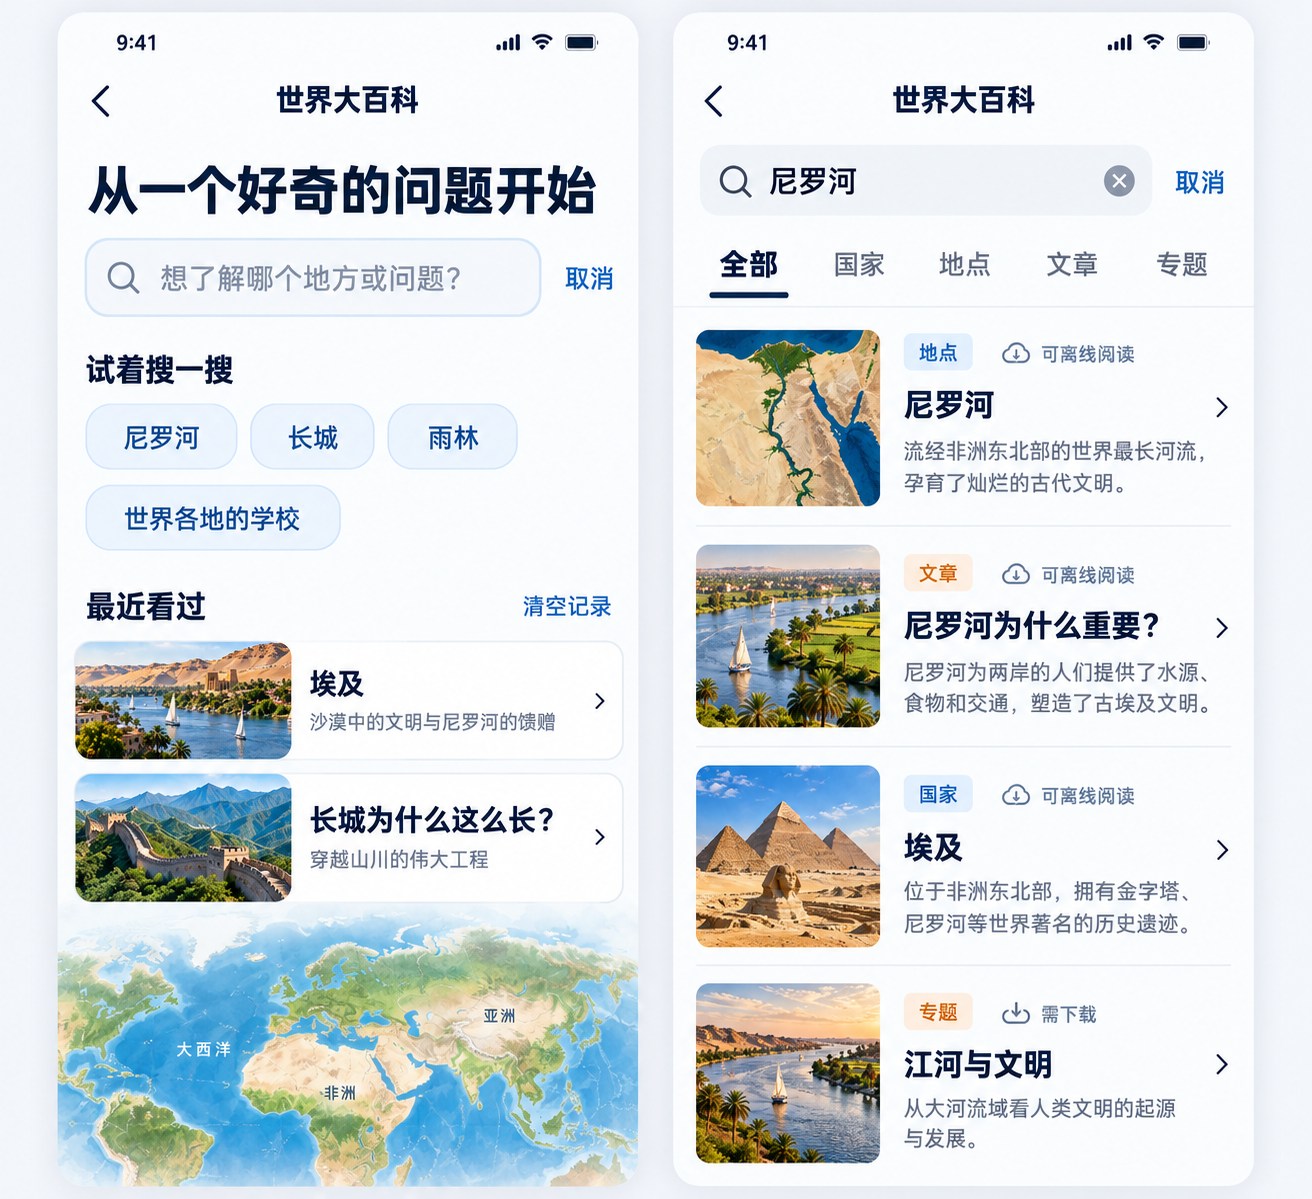 9:41
世界大百科
从一个好奇的问题开始
想了解哪个地方或问题？
取消
试着搜一搜
尼罗河
长城
雨林
世界各地的学校
最近看过
清空记录
埃及
沙漠中的文明与尼罗河的馈赠
长城为什么这么长？
穿越山川的伟大工程
亚洲
大西洋
非洲
9:41
世界大百科
尼罗河
取消
全部
国家
地点
文章
专题
地点
可离线阅读
尼罗河
流经非洲东北部的世界最长河流，
孕育了灿烂的古代文明。
文章
可离线阅读
尼罗河为什么重要？
尼罗河为两岸的人们提供了水源、
食物和交通，塑造了古埃及文明。
国家
可离线阅读
埃及
位于非洲东北部，拥有金字塔、
尼罗河等世界著名的历史遗迹。
专题
需下载
江河与文明
从大河流域看人类文明的起源
与发展。